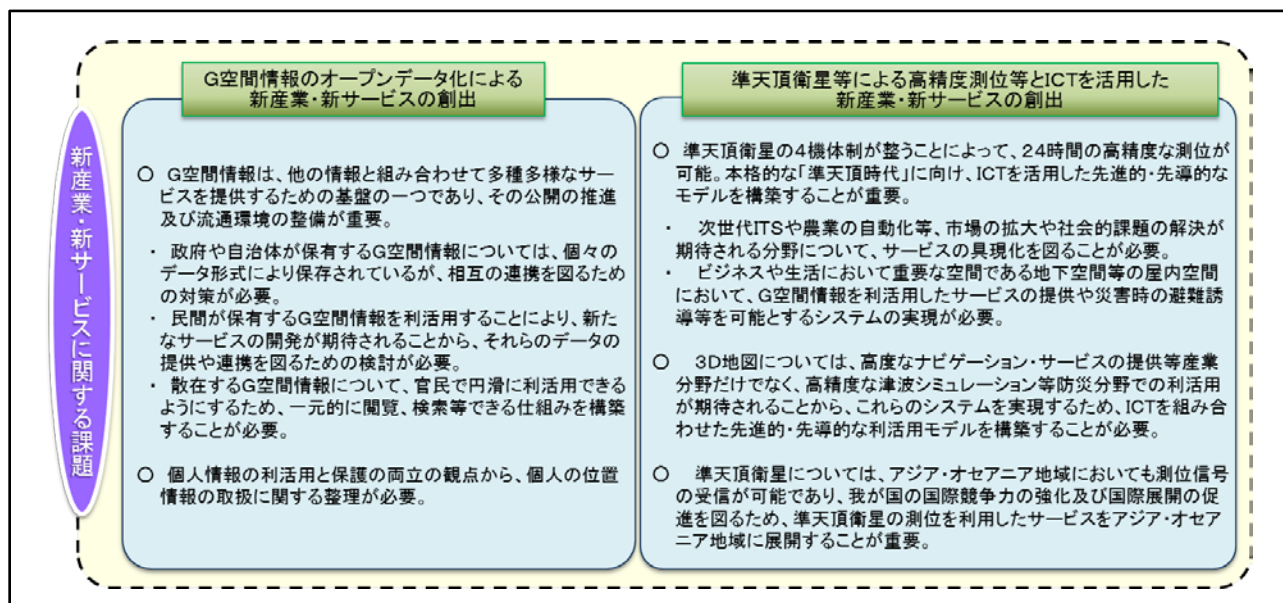 新産業・新サービスに関する課題
G空間情報のオープンデータ化による
新産業・新サービスの創出
○ G空間情報は、他の情報と組み合わせて多種多様なサー
ビスを提供するための基盤の一つであり、その公開の推進
及び流通環境の整備が重要。
・ 政府や自治体が保有するG空間情報については、個々の
データ形式により保存されているが、相互の連携を図るため
の対策が必要。
・ 民間が保有するG空間情報を利活用することにより、新た
なサービスの開発が期待されることから、それらのデータの
提供や連携を図るための検討が必要。
・ 散在するG空間情報について、官民で円滑に利活用できる
ようにするため、一元的に閲覧、検索等できる仕組みを構築
することが必要。
○ 個人情報の利活用と保護の両立の観点から、個人の位置
情報の取扱に関する整理が必要。
準天頂衛星等による高精度測位等とICTを活用した
新産業・新サービスの創出
○ 準天頂衛星の4機体制が整うことによって、24時間の高精度な測位が
可能。本格的な「準天頂時代」に向け、ICTを活用した先進的・先導的な
モデルを構築することが重要。
・ 次世代ITSや農業の自動化等、市場の拡大や社会的課題の解決が
期待される分野について、サービスの具現化を図ることが必要。
・ ビジネスや生活において重要な空間である地下空間等の屋内空間
において、G空間情報を利活用したサービスの提供や災害時の避難誘
導等を可能とするシステムの実現が必要。
○ 3D地図については、高度なナビゲーション・サービスの提供等産業
分野だけでなく、高精度な津波シミュレーション等防災分野での利活用
が期待されることから、これらのシステムを実現するため、ICTを組み合
わせた先進的・先導的な利活用モデルを構築することが必要。
○ 準天頂衛星については、アジア・オセアニア地域においても測位信号
の受信が可能であり、我が国の国際競争力の強化及び国際展開の促
進を図るため、準天頂衛星の測位を利用したサービスをアジア・オセア
ニア地域に展開することが重要。